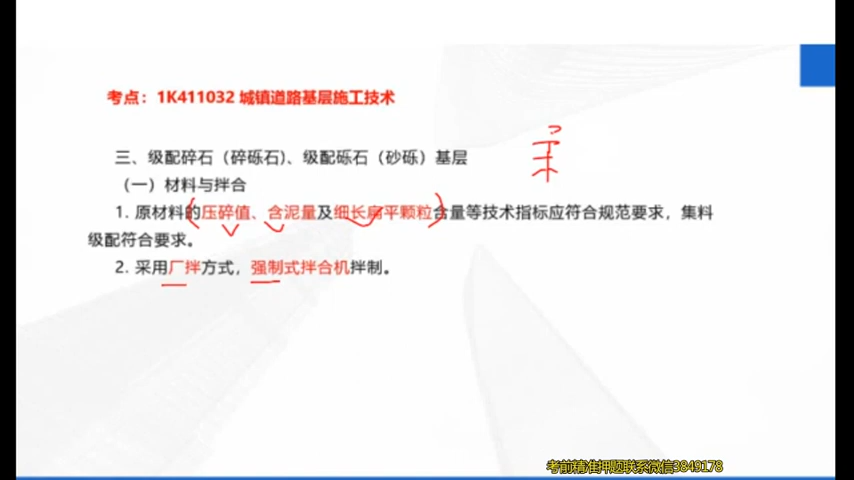 考点：1K411032 城镇道路基层施工技术
三、级配碎石（碎砾石）、级配砾石（砂砾）基层
（一）材料与拌合
1. 原材料的压碎值、含泥量及细长扁平颗粒含量等技术指标应符合规范要求，集料
级配符合要求。
2. 采用厂拌方式，强制式拌合机拌制。
考前精准押题联系微信3849178